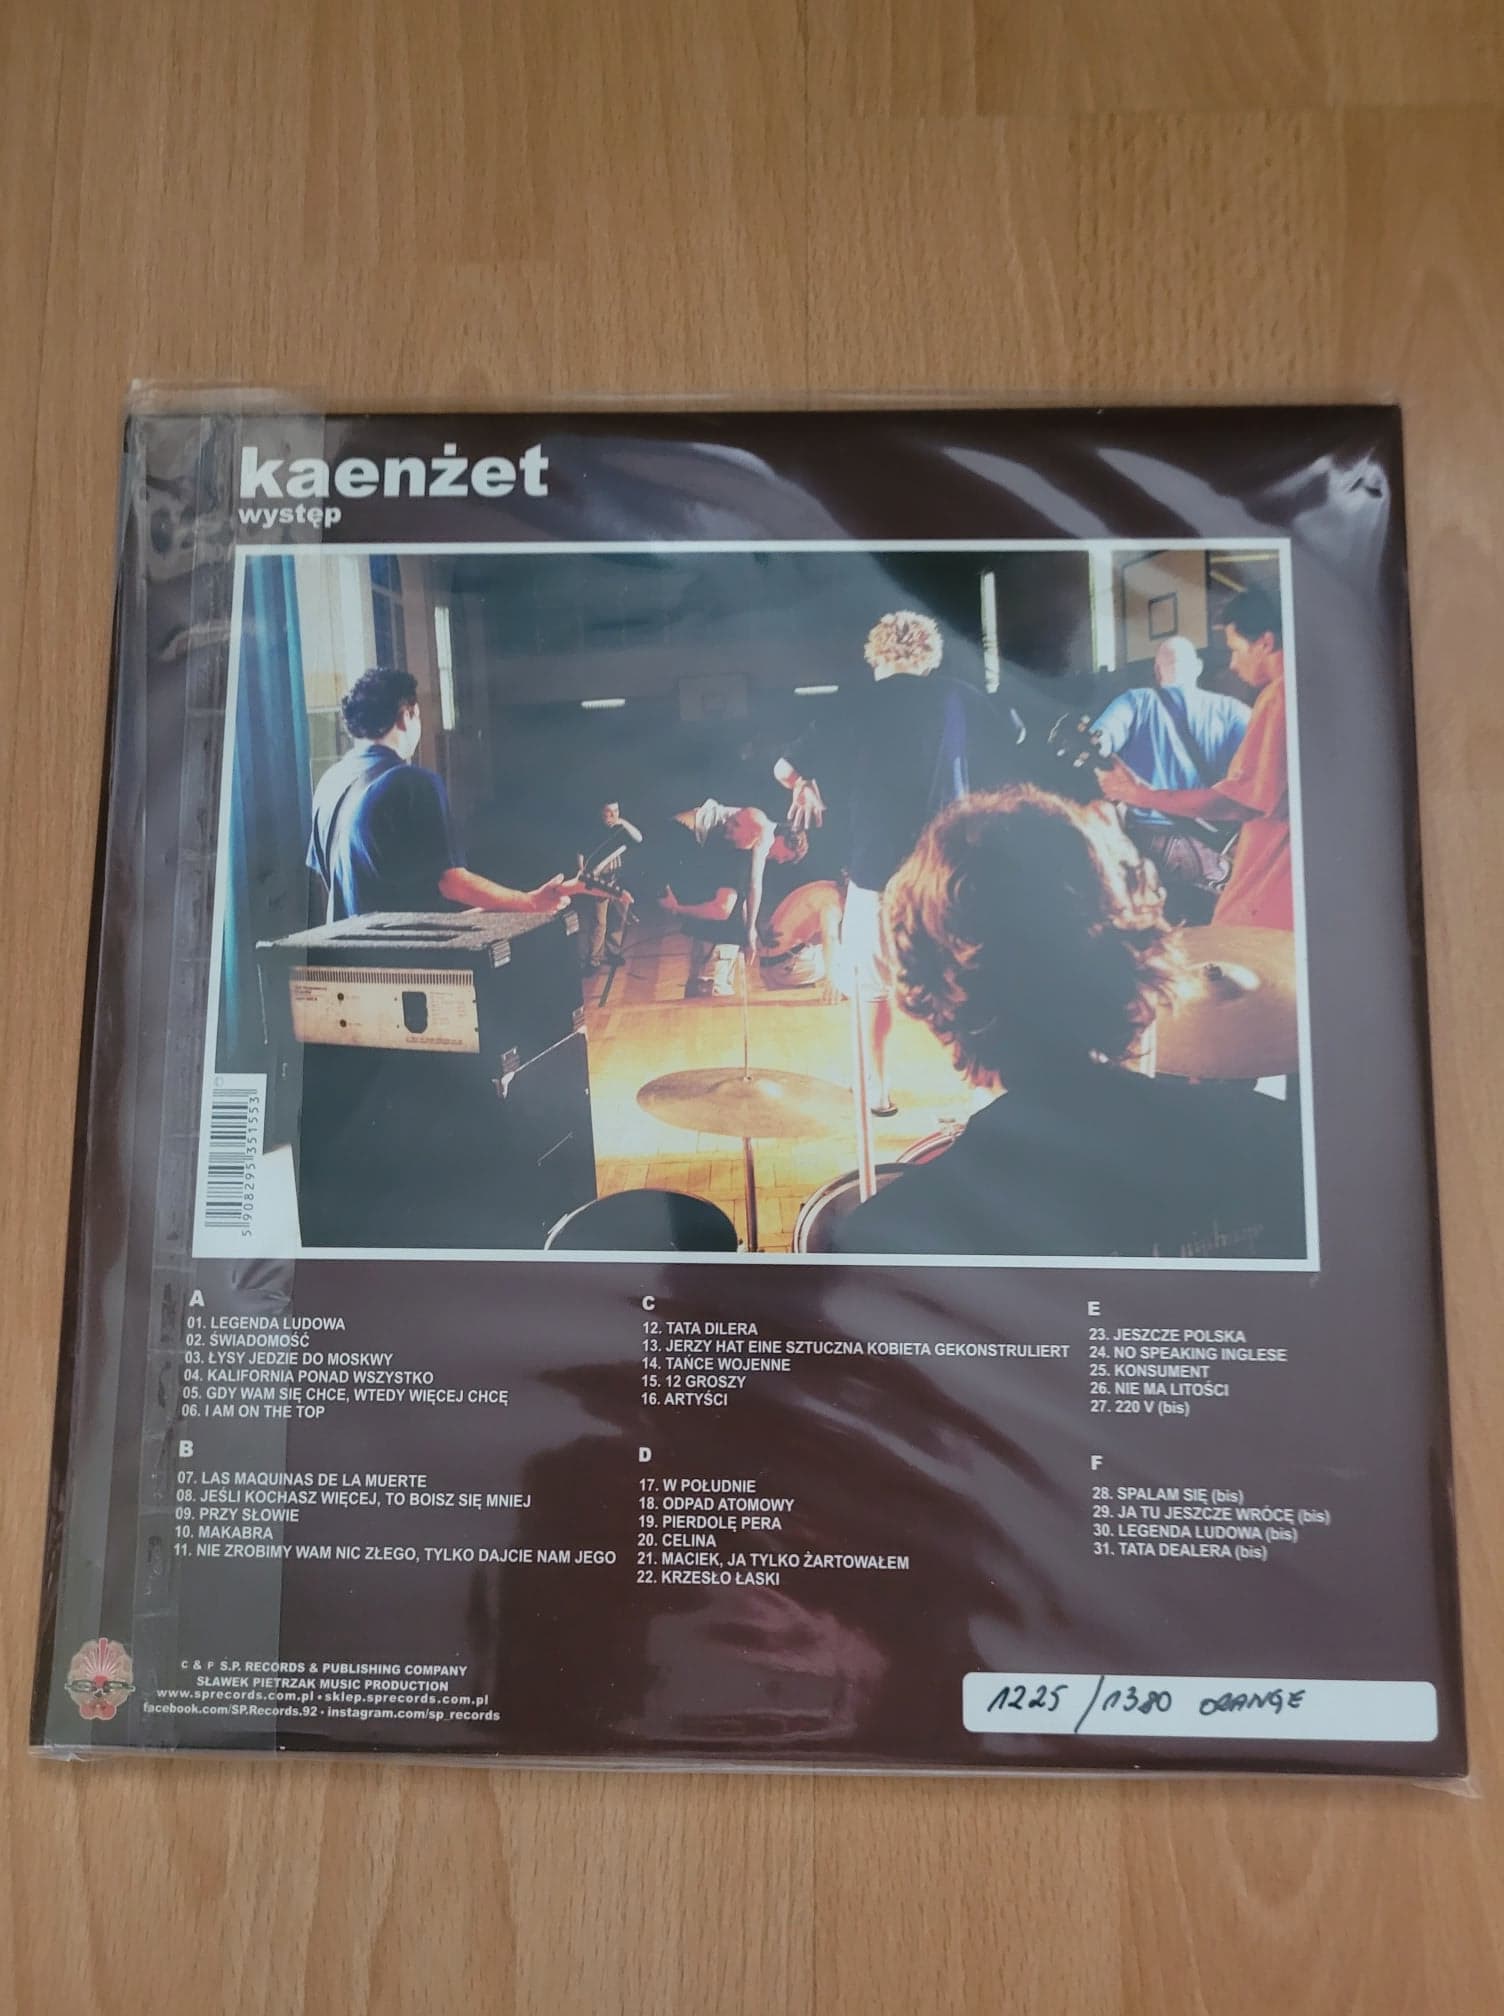 kaenżet
występ
5 908295 351553
A
01. LEGENDA LUDOWA
02. ŚWIADOMOŚĆ
03. ŁYSY JEDZIE DO MOSKWY
04. KALIFORNIA PONAD WSZYSTKO
05. GDY WAM SIĘ CHCE, WTEDY WIĘCEJ CHCĘ
06. I AM ON THE TOP
B
07. LAS MAQUINAS DE LA MUERTE
08. JEŚLI KOCHASZ WIĘCEJ, TO BOISZ SIĘ MNIEJ
09. PRZY SŁOWIE
10. MAKABRA
11. NIE ZROBIMY WAM NIC ZŁEGO, TYLKO DAJCIE NAM JEGO
C
12. TATA DILERA
13. JERZY HAT EINE SZTUCZNA KOBIETA GEKONSTRULIERT
14. TAŃCE WOJENNE
15. 12 GROSZY
16. ARTYŚCI
D
17. W POŁUDNIE
18. ODPAD ATOMOWY
19. PIERDOLĘ PERA
20. CELINA
21. MACIEK, JA TYLKO ŻARTOWAŁEM
22. KRZESŁO ŁASKI
E
23. JESZCZE POLSKA
24. NO SPEAKING INGLESE
25. KONSUMENT
26. NIE MA LITOŚCI
27. 220 V (bis)
F
28. SPALAM SIĘ (bis)
29. JA TU JESZCZE WRÓCĘ (bis)
30. LEGENDA LUDOWA (bis)
31. TATA DEALERA (bis)
C & P S.P. RECORDS & PUBLISHING COMPANY
SŁAWEK PIETRZAK MUSIC PRODUCTION
www.sprecords.com.pl • sklep.sprecords.com.pl
facebook.com/SP.Records.92 • instagram.com/sp_records
1225/1380 ORANGE